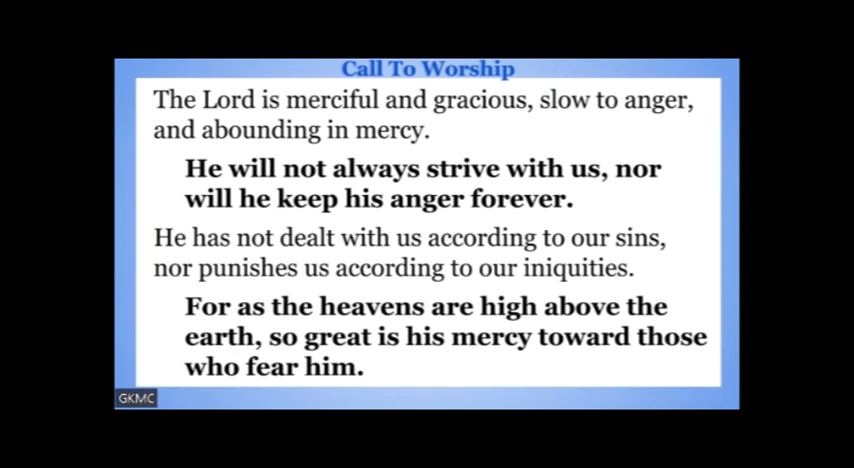 Call To Worship
The Lord is merciful and gracious, slow to anger,
and abounding in mercy.
He will not always strive with us, nor
will he keep his anger forever.
He has not dealt with us according to our sins,
nor punishes us according to our iniquities.
For as the heavens are high above the
earth, so great is his mercy toward those
who fear him.
GKMC